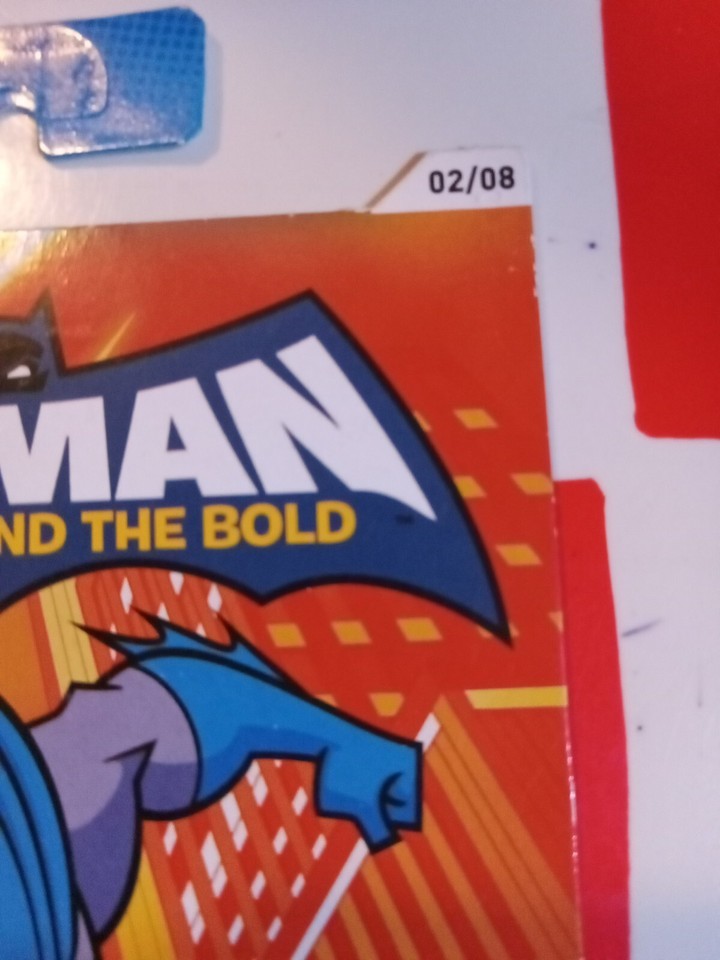 02/08
MAN
ND THE BOLD